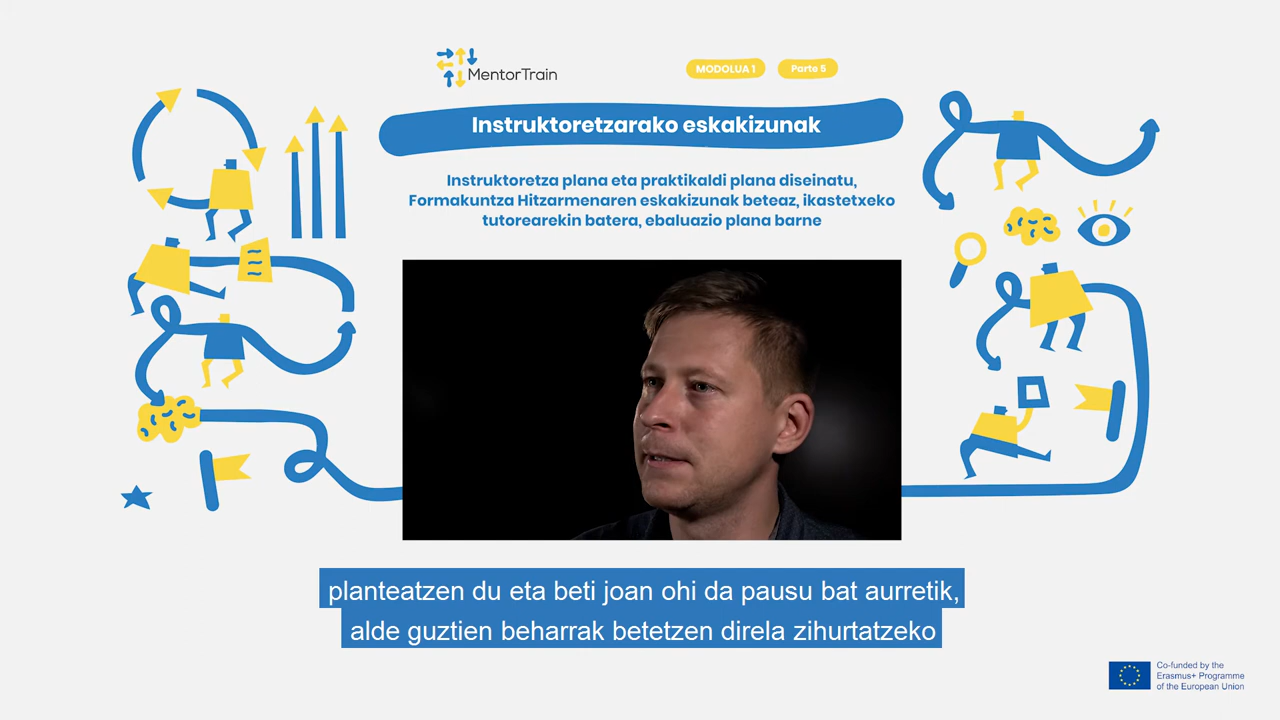 MentorTrain
MODOLUA 1
Parte 5
Instruktoretzarako eskakizunak
Instruktoretza plana eta praktikaldi plana diseinatu,
Formakuntza Hitzarmenaren eskakizunak beteaz, ikastetxeko
tutorearekin batera, ebaluazio plana barne
planteatzen du eta beti joan ohi da pausu bat aurretik,
alde guztien beharrak betetzen direla zihurtatzeko
Co-funded by the
Erasmus+ Programme
of the European Union